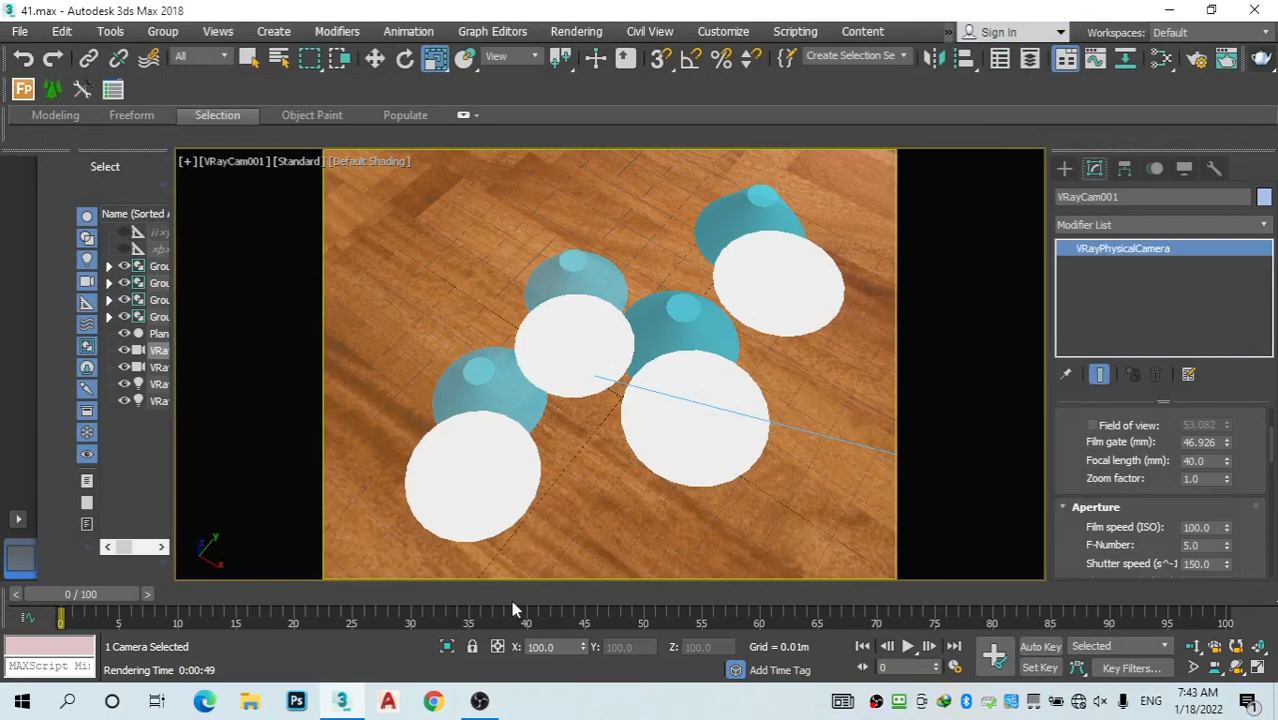 41.max - Autodesk 3ds Max 2018
File Edit Tools Group Views Create Modifiers Animation Graph Editors Rendering Civil View Customize Scripting Content » Sign In Workspaces: Default
All View Create Selection Se
Fp
Modeling Freeform Selection Object Paint Populate
[+] [VRayCam001] [Standard] [Default Shading]
Select
Name (Sorted A
Grou
Grou
Grou
Grou
Plan
VRa
VRa
VRa
VRa
VRayCam001
Modifier List
VRayPhysicalCamera
Field of view: 53.082
Film gate (mm): 46.926
Focal length (mm): 40.0
Zoom factor: 1.0
Aperture
Film speed (ISO): 100.0
F-Number: 5.0
Shutter speed (s^-1 150.0
z y x
< 0 / 100 >
0 5 10 15 20 25 30 35 40 45 50 55 60 65 70 75 80 85 90 95 100
1 Camera Selected X: 100.0 Y: 100.0 Z: 100.0 Grid = 0.01m Auto Key Selected
MAXScript Mi Rendering Time 0:00:49 Add Time Tag 0 Set Key Key Filters...
Ps 3 A ENG 7:43 AM
1/18/2022 1